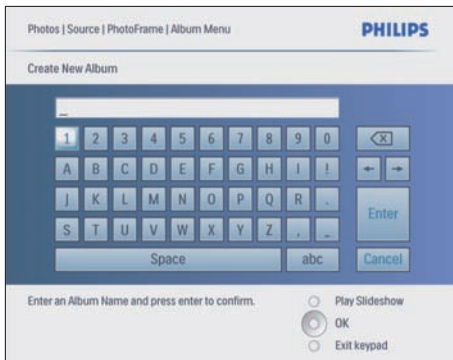 Photos | Source | PhotoFrame | Album Menu PHILIPS
Create New Album
_
1 2 3 4 5 6 7 8 9 0
A B C D E F G H I !
J K L M N O P Q R .
Enter
S T U V W X Y Z , _
Space abc Cancel
Enter an Album Name and press enter to confirm.
Play Slideshow
OK
Exit keypad